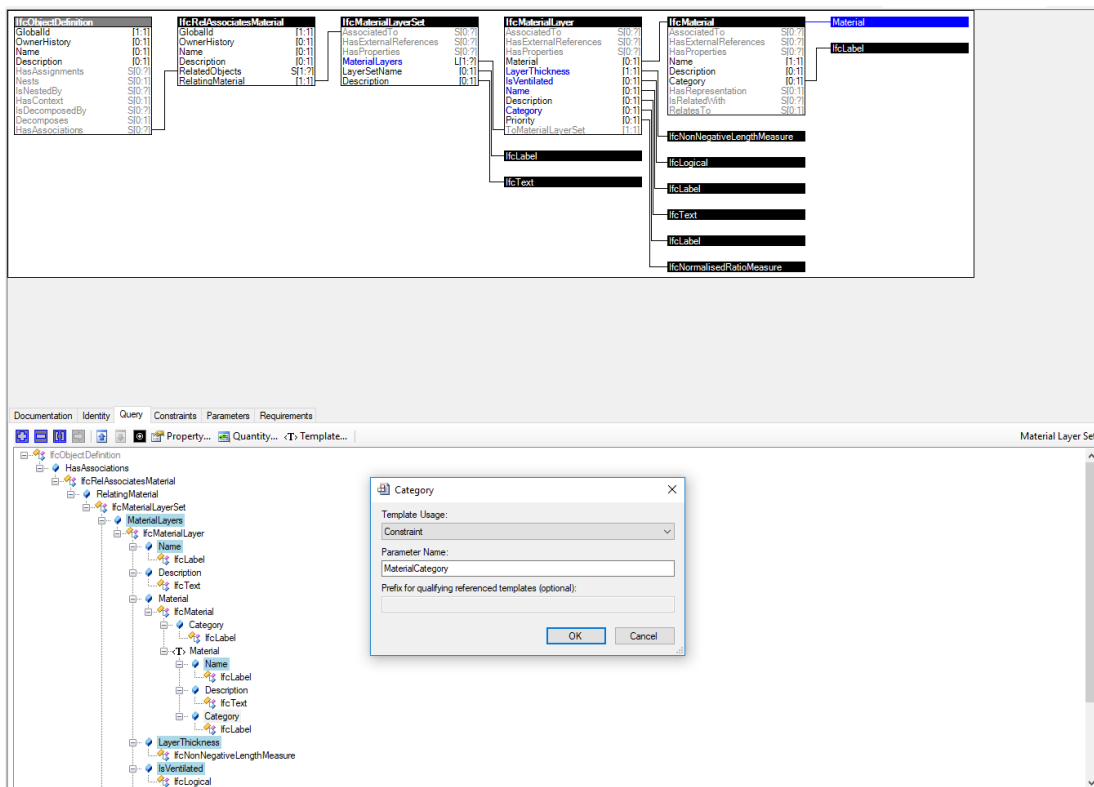 IfcObjectDefinition
GlobalId [1:1]
OwnerHistory [0:1]
Name [0:1]
Description [0:1]
HasAssignments S[0:?]
Nests S[0:1]
IsNestedBy S[0:?]
HasContext S[0:1]
IsDecomposedBy S[0:?]
Decomposes S[0:1]
HasAssociations S[0:?]
IfcRelAssociatesMaterial
GlobalId [1:1]
OwnerHistory [0:1]
Name [0:1]
Description [0:1]
RelatedObjects S[1:?]
RelatingMaterial [1:1]
IfcMaterialLayerSet
AssociatedTo S[0:?]
HasExternalReferences S[0:?]
HasProperties S[0:?]
MaterialLayers L[1:?]
LayerSetName [0:1]
Description [0:1]
IfcMaterialLayer
AssociatedTo S[0:?]
HasExternalReferences S[0:?]
HasProperties S[0:?]
Material [0:1]
LayerThickness [1:1]
IsVentilated [0:1]
Name [0:1]
Description [0:1]
Category [0:1]
Priority [0:1]
ToMaterialLayerSet [1:1]
IfcLabel
IfcText
IfcMaterial
AssociatedTo S[0:?]
HasExternalReferences S[0:?]
HasProperties S[0:?]
Name [1:1]
Description [0:1]
Category [0:1]
HasRepresentation S[0:1]
IsRelatedWith S[0:?]
RelatesTo S[0:1]
IfcNonNegativeLengthMeasure
IfcLogical
IfcLabel
IfcText
IfcLabel
IfcNormalisedRatioMeasure
Material
IfcLabel
Documentation Identity Query Constraints Parameters Requirements
Property... Quantity... <T> Template... Material Layer Set
IfcObjectDefinition
HasAssociations
IfcRelAssociatesMaterial
RelatingMaterial
IfcMaterialLayerSet
MaterialLayers
IfcMaterialLayer
Name
IfcLabel
Description
IfcText
Material
IfcMaterial
Category
IfcLabel
<T> Material
Name
IfcLabel
Description
IfcText
Category
IfcLabel
LayerThickness
IfcNonNegativeLengthMeasure
IsVentilated
IfcLogical
Category
Template Usage:
Constraint
Parameter Name:
MaterialCategory
Prefix for qualifying referenced templates (optional):
OK Cancel